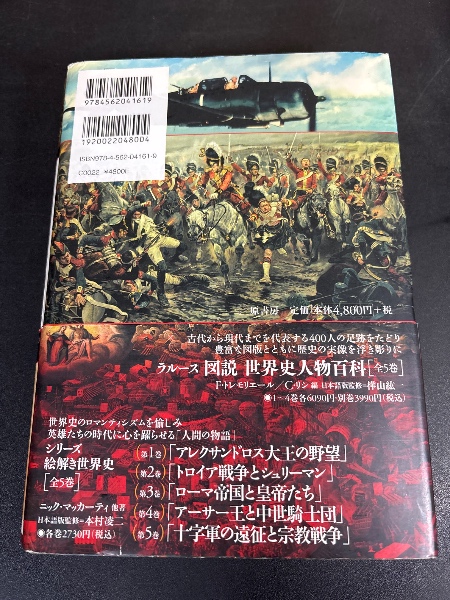 9784562041619
1920022048004
ISBN978-4-562-04161-9
C0022 ¥4800E
原書房 定価:本体4,800円+税
古代から現代までを代表する400人の足跡をたどり
豊富な図版とともに歴史の実像を浮き彫りに
ラルース 図説 世界史人物百科[全5巻]
F・トレモリエール/C・リシ 編 日本語版監修=樺山紘一
◉1〜4巻各6090円・別巻3990円(税込)
世界史のロマンティシズムを愉しみ
英雄たちの時代に心を躍らせる「人間の物語」
シリーズ
絵解き世界史
[全5巻]
ニック・マッカーティ 他著
日本語版監修=本村凌二
◉各巻2730円(税込)
第1巻「アレクサンドロス大王の野望」
第2巻「トロイア戦争とシュリーマン」
第3巻「ローマ帝国と皇帝たち」
第4巻「アーサー王と中世騎士団」
第5巻「十字軍の遠征と宗教戦争」